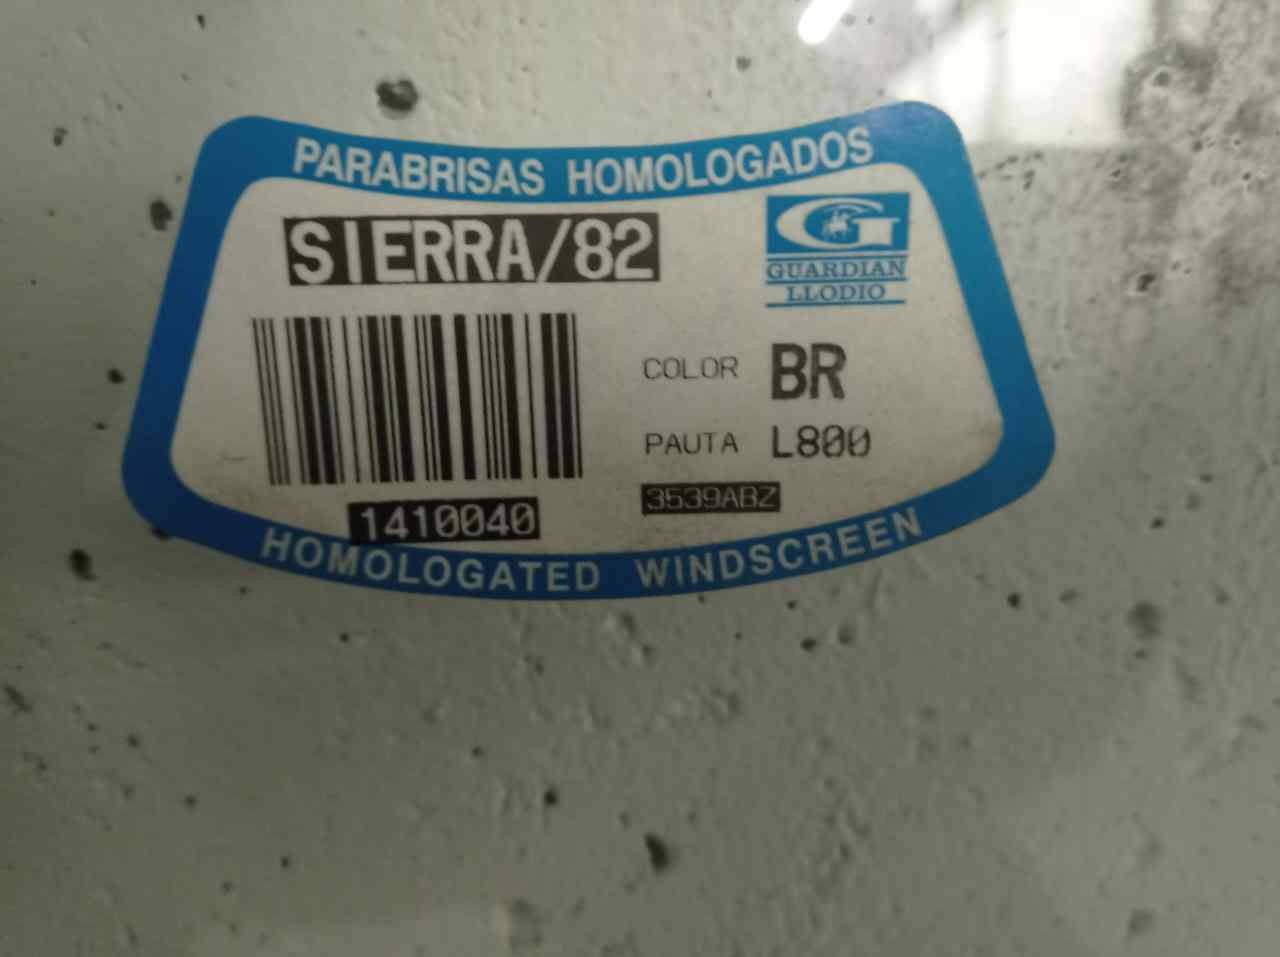 PARABRISAS HOMOLOGADOS
SIERRA/82
G
GUARDIAN
LLODIO
COLOR BR
PAUTA L800
3539ABZ
1410040
HOMOLOGATED WINDSCREEN